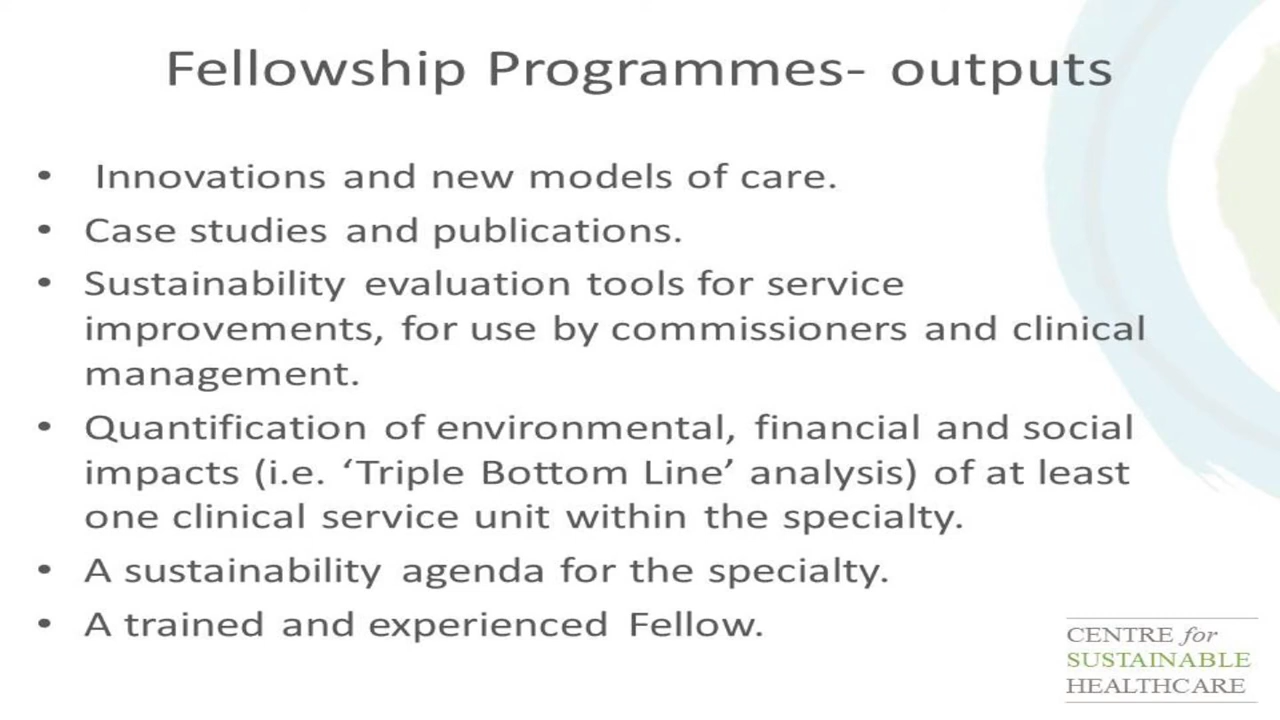 Fellowship Programmes- outputs
• Innovations and new models of care.
• Case studies and publications.
• Sustainability evaluation tools for service
improvements, for use by commissioners and clinical
management.
• Quantification of environmental, financial and social
impacts (i.e. ‘Triple Bottom Line’ analysis) of at least
one clinical service unit within the specialty.
• A sustainability agenda for the specialty.
• A trained and experienced Fellow.
CENTRE for
SUSTAINABLE
HEALTHCARE